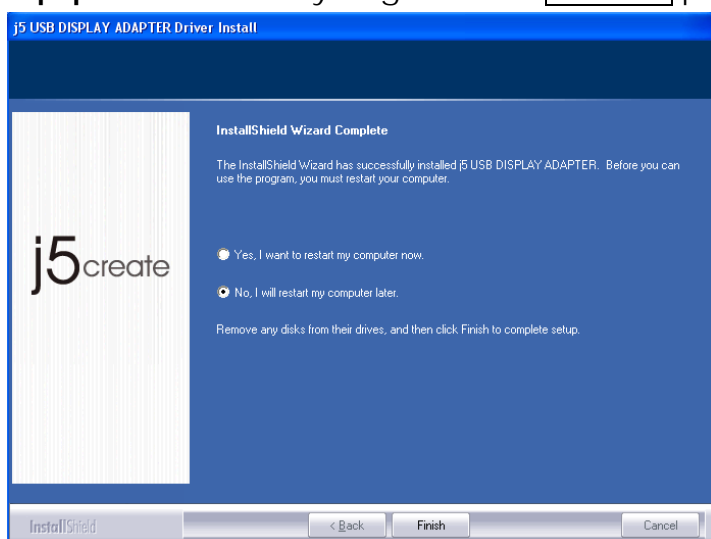 j5 USB DISPLAY ADAPTER Driver Install
InstallShield Wizard Complete
The InstallShield Wizard has successfully installed j5 USB DISPLAY ADAPTER. Before you can
use the program, you must restart your computer.
j5create
Yes, I want to restart my computer now.
No, I will restart my computer later.
Remove any disks from their drives, and then click Finish to complete setup.
InstallShield
< Back
Finish
Cancel